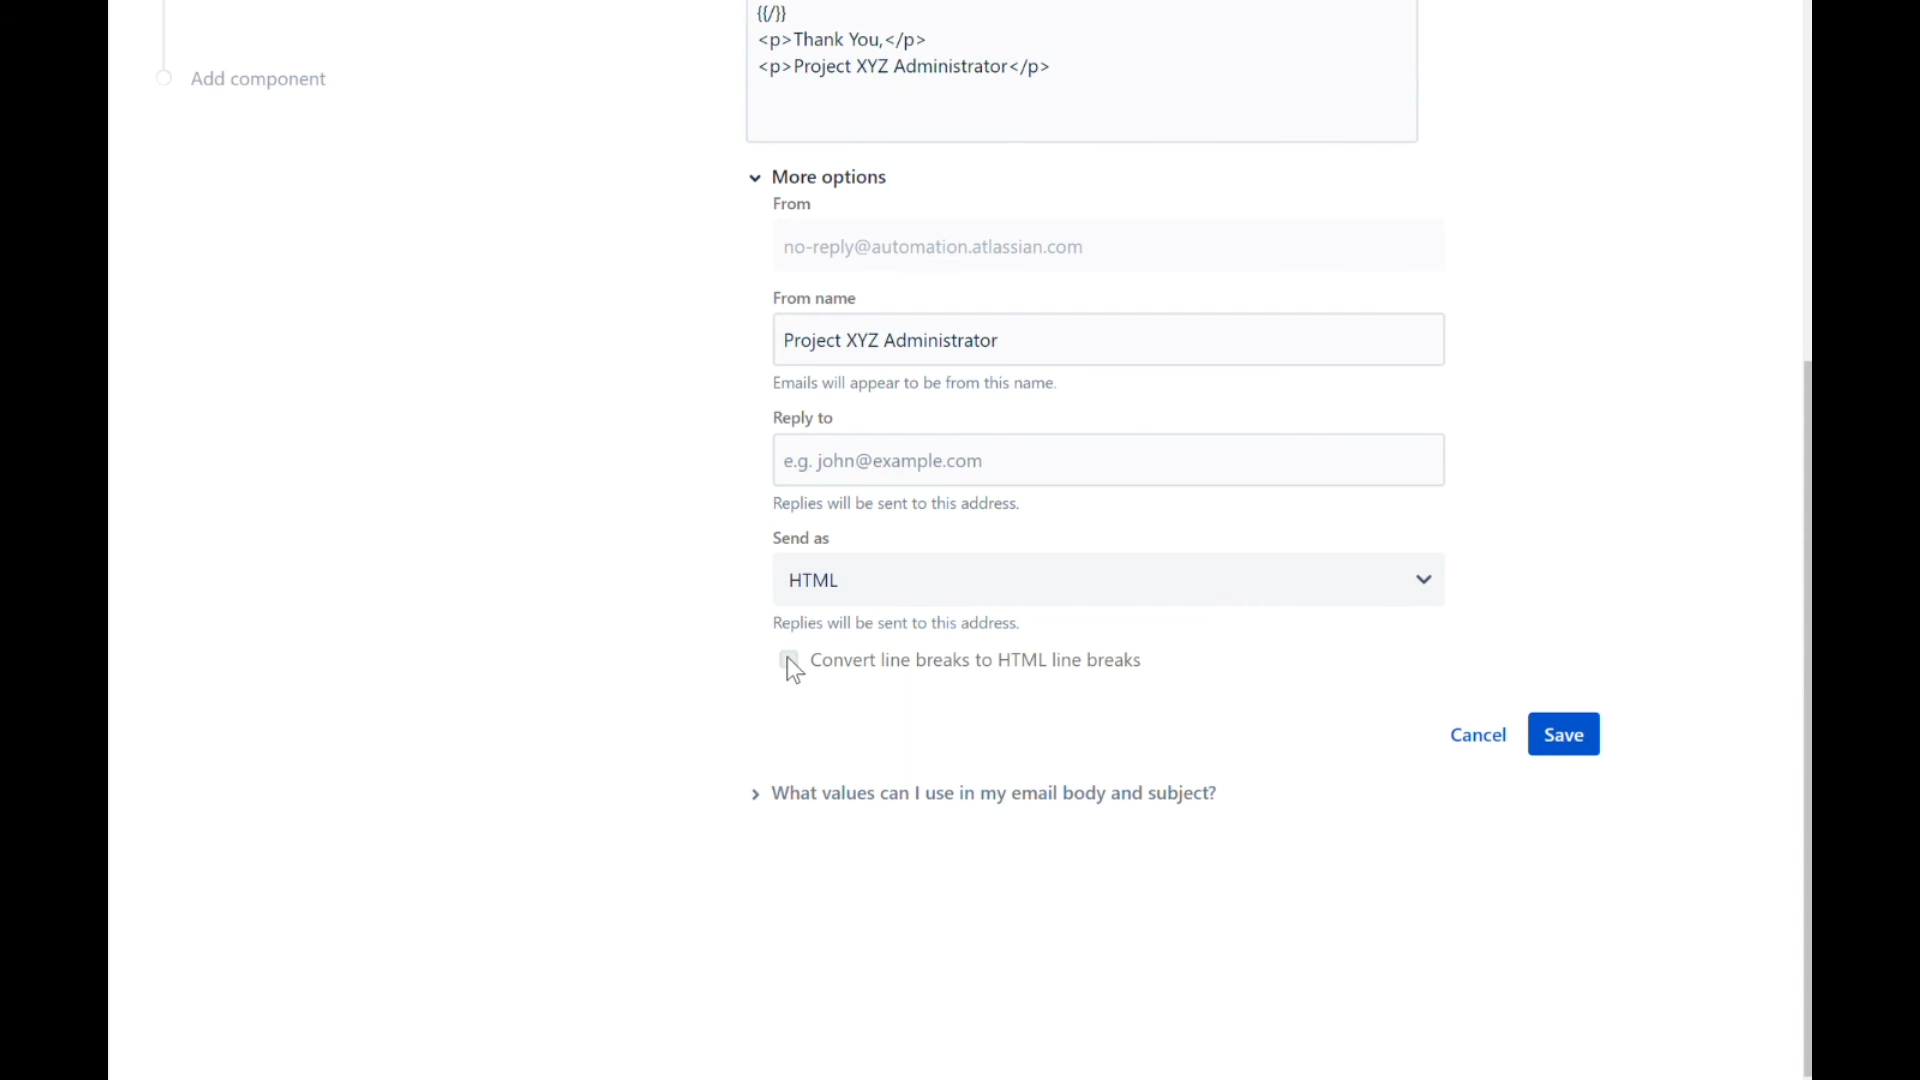 {{/}}
<p>Thank You,</p>
<p>Project XYZ Administrator</p>
Add component
More options
From
no-reply@automation.atlassian.com
From name
Project XYZ Administrator
Emails will appear to be from this name.
Reply to
e.g. john@example.com
Replies will be sent to this address.
Send as
HTML
Replies will be sent to this address.
Convert line breaks to HTML line breaks
Cancel Save
What values can I use in my email body and subject?